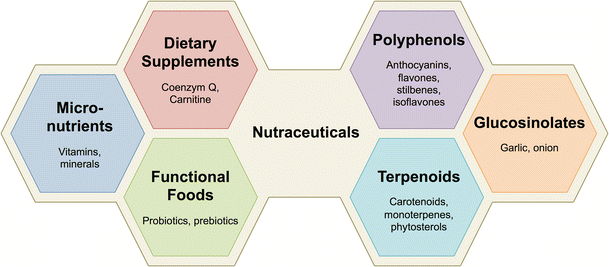 Dietary
Supplements
Coenzym Q,
Carnitine
Polyphenols
Anthocyanins,
flavones,
stilbenes,
isoflavones
Micro-
nutrients
Vitamins,
minerals
Nutraceuticals
Glucosinolates
Garlic, onion
Functional
Foods
Probiotics, prebiotics
Terpenoids
Carotenoids,
monoterpenes,
phytosterols